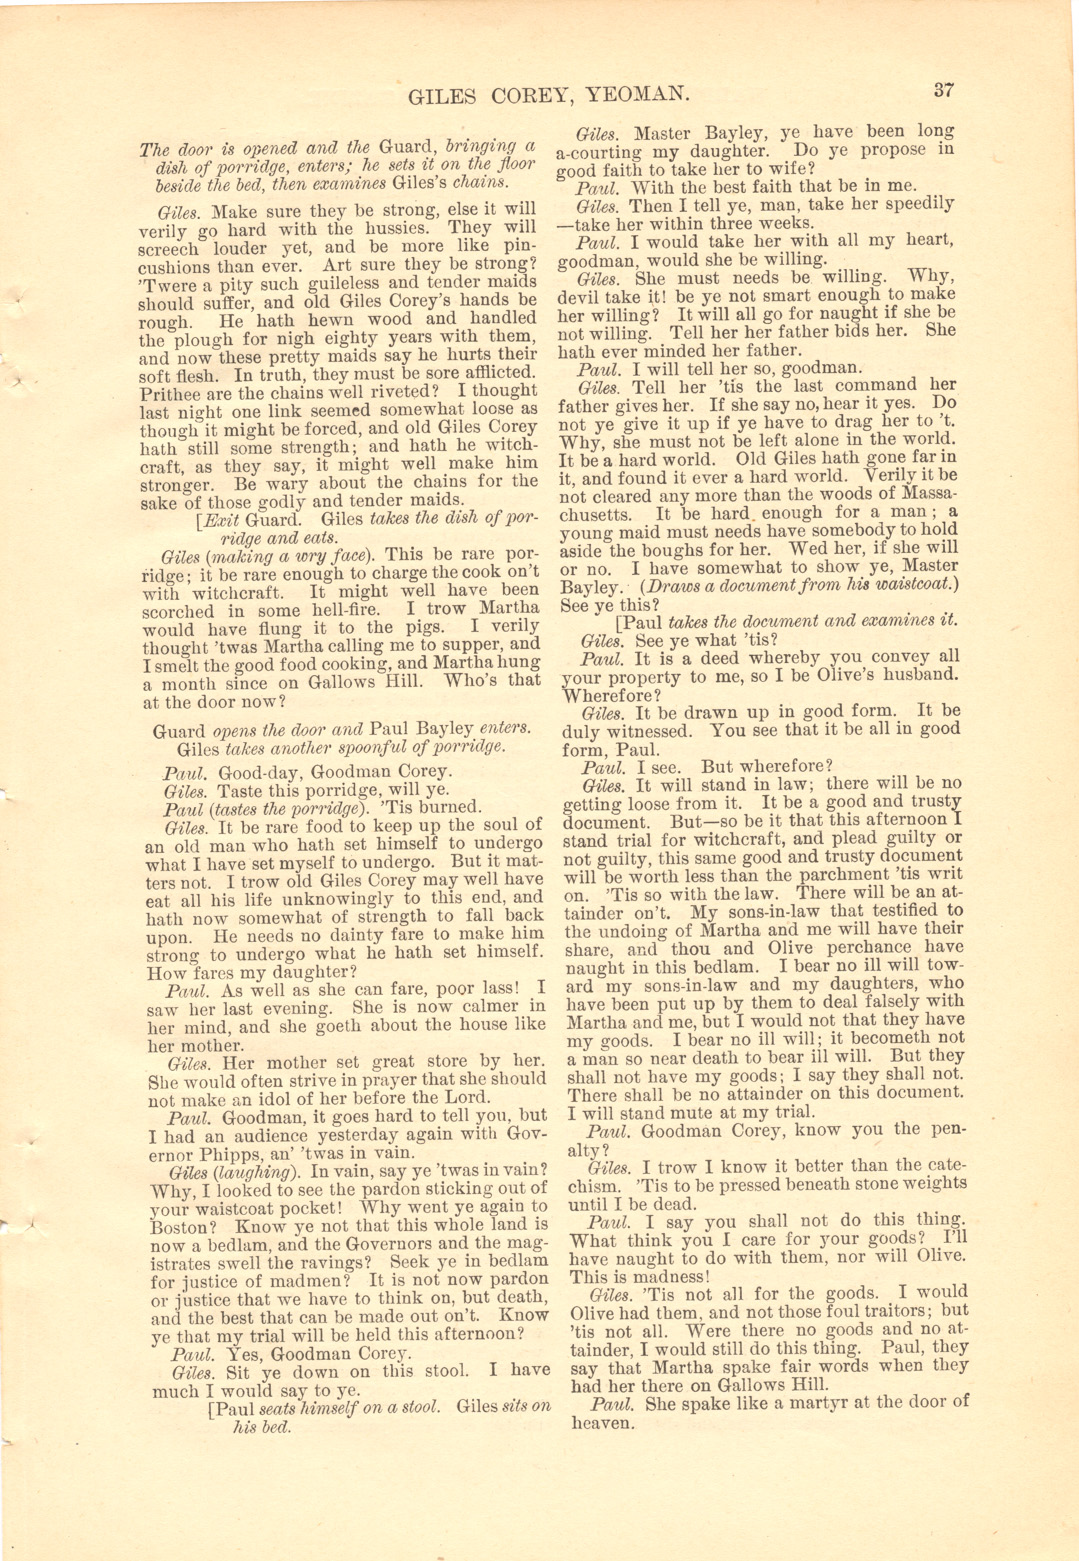 GILES COREY, YEOMAN.
37
The door is opened and the Guard, bringing a
dish of porridge, enters; he sets it on the floor
beside the bed, then examines Giles's chains.
Giles. Make sure they be strong, else it will
verily go hard with the hussies. They will
screech louder yet, and be more like pin-
cushions than ever. Art sure they be strong?
'Twere a pity such guileless and tender maids
should suffer, and old Giles Corey's hands be
rough. He hath hewn wood and handled
the plough for nigh eighty years with them,
and now these pretty maids say he hurts their
soft flesh. In truth, they must be sore afflicted.
Prithee are the chains well riveted? I thought
last night one link seemed somewhat loose as
though it might be forced, and old Giles Corey
hath still some strength; and hath he witch-
craft, as they say, it might well make him
stronger. Be wary about the chains for the
sake of those godly and tender maids.
[Exit Guard. Giles takes the dish of por-
ridge and eats.
Giles (making a wry face). This be rare por-
ridge; it be rare enough to charge the cook on't
with witchcraft. It might well have been
scorched in some hell-fire. I trow Martha
would have flung it to the pigs. I verily
thought 'twas Martha calling me to supper, and
I smelt the good food cooking, and Martha hung
a month since on Gallows Hill. Who's that
at the door now?
Guard opens the door and Paul Bayley enters.
Giles takes another spoonful of porridge.
Paul. Good-day, Goodman Corey.
Giles. Taste this porridge, will ye.
Paul (tastes the porridge). 'Tis burned.
Giles. It be rare food to keep up the soul of
an old man who hath set himself to undergo
what I have set myself to undergo. But it mat-
ters not. I trow old Giles Corey may well have
eat all his life unknowingly to this end, and
hath now somewhat of strength to fall back
upon. He needs no dainty fare to make him
strong to undergo what he hath set himself.
How fares my daughter?
Paul. As well as she can fare, poor lass! I
saw her last evening. She is now calmer in
her mind, and she goeth about the house like
her mother.
Giles. Her mother set great store by her.
She would often strive in prayer that she should
not make an idol of her before the Lord.
Paul. Goodman, it goes hard to tell you, but
I had an audience yesterday again with Gov-
ernor Phipps, an' 'twas in vain.
Giles (laughing). In vain, say ye 'twas in vain?
Why, I looked to see the pardon sticking out of
your waistcoat pocket! Why went ye again to
Boston? Know ye not that this whole land is
now a bedlam, and the Governors and the mag-
istrates swell the ravings? Seek ye in bedlam
for justice of madmen? It is not now pardon
or justice that we have to think on, but death,
and the best that can be made out on't. Know
ye that my trial will be held this afternoon?
Paul. Yes, Goodman Corey.
Giles. Sit ye down on this stool. I have
much I would say to ye.
[Paul seats himself on a stool. Giles sits on
his bed.
Giles. Master Bayley, ye have been long
a-courting my daughter. Do ye propose in
good faith to take her to wife?
Paul. With the best faith that be in me.
Giles. Then I tell ye, man, take her speedily
—take her within three weeks.
Paul. I would take her with all my heart,
goodman, would she be willing.
Giles. She must needs be willing. Why,
devil take it! be ye not smart enough to make
her willing? It will all go for naught if she be
not willing. Tell her her father bids her. She
hath ever minded her father.
Paul. I will tell her so, goodman.
Giles. Tell her 'tis the last command her
father gives her. If she say no, hear it yes. Do
not ye give it up if ye have to drag her to 't.
Why, she must not be left alone in the world.
It be a hard world. Old Giles hath gone far in
it, and found it ever a hard world. Verily it be
not cleared any more than the woods of Massa-
chusetts. It be hard enough for a man; a
young maid must needs have somebody to hold
aside the boughs for her. Wed her, if she will
or no. I have somewhat to show ye, Master
Bayley. (Draws a document from his waistcoat.)
See ye this?
[Paul takes the document and examines it.
Giles. See ye what 'tis?
Paul. It is a deed whereby you convey all
your property to me, so I be Olive's husband.
Wherefore?
Giles. It be drawn up in good form. It be
duly witnessed. You see that it be all in good
form, Paul.
Paul. I see. But wherefore?
Giles. It will stand in law; there will be no
getting loose from it. It be a good and trusty
document. But—so be it that this afternoon I
stand trial for witchcraft, and plead guilty or
not guilty, this same good and trusty document
will be worth less than the parchment 'tis writ
on. 'Tis so with the law. There will be an at-
tainder on't. My sons-in-law that testified to
the undoing of Martha and me will have their
share, and thou and Olive perchance have
naught in this bedlam. I bear no ill will tow-
ard my sons-in-law and my daughters, who
have been put up by them to deal falsely with
Martha and me, but I would not that they have
my goods. I bear no ill will; it becometh not
a man so near death to bear ill will. But they
shall not have my goods; I say they shall not.
There shall be no attainder on this document.
I will stand mute at my trial.
Paul. Goodman Corey, know you the pen-
alty?
Giles. I trow I know it better than the cate-
chism. 'Tis to be pressed beneath stone weights
until I be dead.
Paul. I say you shall not do this thing.
What think you I care for your goods? I'll
have naught to do with them, nor will Olive.
This is madness!
Giles. 'Tis not all for the goods. I would
Olive had them, and not those foul traitors; but
'tis not all. Were there no goods and no at-
tainder, I would still do this thing. Paul, they
say that Martha spake fair words when they
had her there on Gallows Hill.
Paul. She spake like a martyr at the door of
heaven.